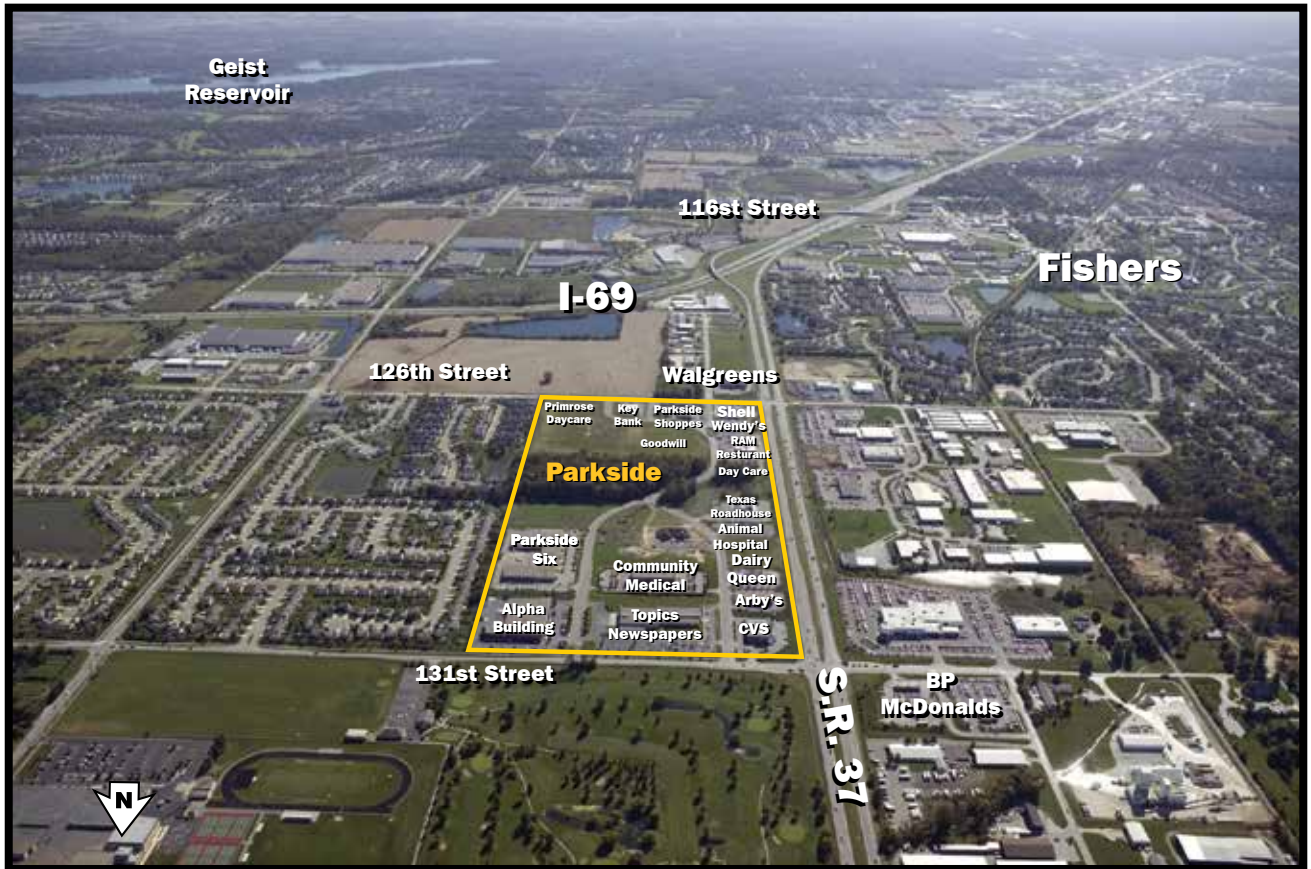 Geist
Reservoir
116st Street
Fishers
I-69
126th Street
Walgreens
Primrose
Daycare
Key
Bank
Parkside
Shoppes
Shell
Wendy's
Goodwill
RAM
Resturant
Day Care
Parkside
Texas
Roadhouse
Animal
Hospital
Parkside
Six
Community
Medical
Dairy
Queen
Arby's
Alpha
Building
Topics
Newspapers
CVS
131st Street
S.R. 37
BP
McDonalds
N